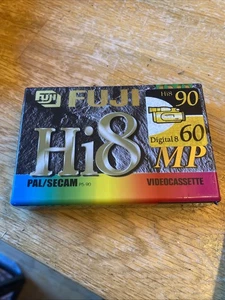 FUJI FUJI
Hi8 90
Hi8
Digital8 60
MP
PAL/SECAM
VIDEOCASSETTE